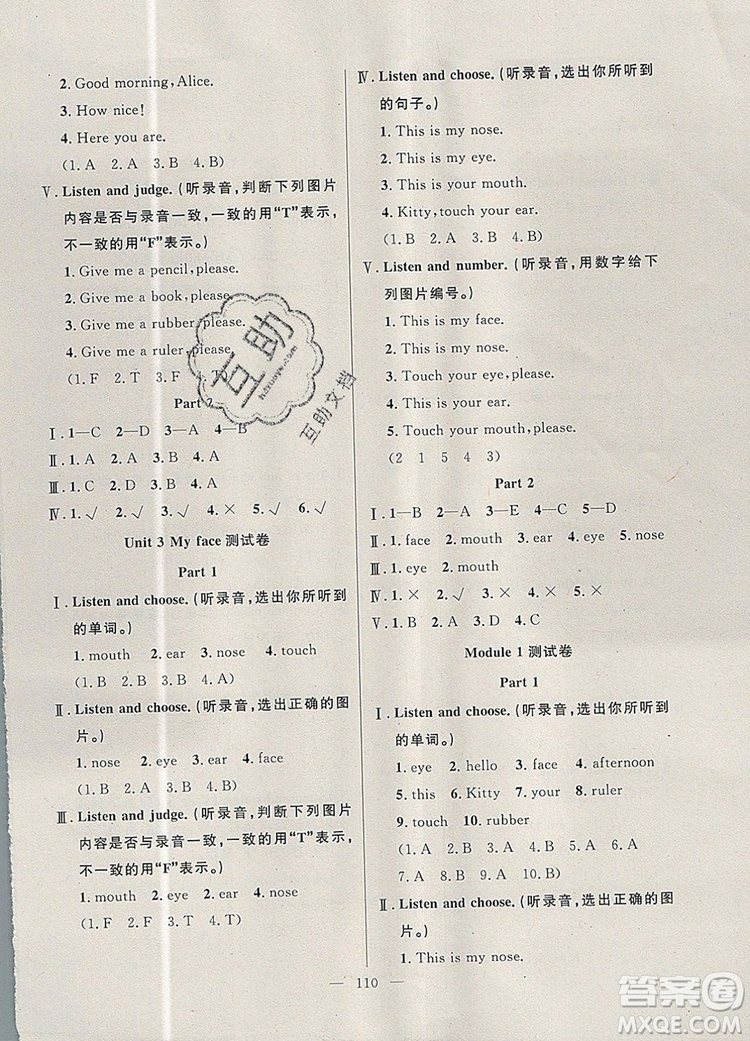 2. Good morning, Alice.
3. How nice!
4. Here you are.
(1. A 2. A 3. B 4. B)
Ⅴ. Listen and judge. (听录音,判断下列图片
内容是否与录音一致,一致的用“T”表示,
不一致的用“F”表示。)
1. Give me a pencil, please.
2. Give me a book, please.
3. Give me a rubber, please.
4. Give me a ruler, please.
(1. F 2. T 3. T 4. F)
Part 2
Ⅰ. 1—C 2—D 3—A 4—B
Ⅱ. 1. A 2. A 3. B 4. B
Ⅲ. 1. C 2. D 3. A 4. B
Ⅳ. 1. √ 2. √ 3. √ 4. × 5. √ 6. √
Unit 3 My face 测试卷
Part 1
Ⅰ. Listen and choose. (听录音,选出你所听到
的单词。)
1. mouth 2. ear 3. nose 4. touch
(1. B 2. B 3. A 4. A)
Ⅱ. Listen and choose. (听录音,选出正确的图
片。)
1. nose 2. eye 3. ear 4. face
(1. B 2. A 3. A 4. B)
Ⅲ. Listen and judge. (听录音,判断下列图片
内容是否与录音一致,一致的用“T”表示,
不一致的用“F”表示。)
1. mouth 2. eye 3. ear 4. face
(1. F 2. F 3. T 4. T)
Ⅳ. Listen and choose. (听录音,选出你所听到
的句子。)
1. This is my nose.
2. This is my eye.
3. This is your mouth.
4. Kitty, touch your ear.
(1. B 2. A 3. B 4. A)
Ⅴ. Listen and number. (听录音,用数字给下
列图片编号。)
1. This is my face.
2. This is my nose.
3. Touch your eye, please.
4. This is your ear.
5. Touch your mouth, please.
(2 1 5 4 3)
Part 2
Ⅰ. 1—B 2—A 3—E 4—C 5—D
Ⅱ. 1. face 2. mouth 3. ear 4. eye
Ⅲ. 1. eye 2. mouth
Ⅳ. 1. × 2. √ 3. × 4. × 5. ×
Ⅴ. 1. B 2. A 3. D 4. C
Module 1 测试卷
Part 1
Ⅰ. Listen and choose. (听录音,选出你所听到
的单词。)
1. eye 2. hello 3. face 4. afternoon
5. this 6. Kitty 7. your 8. ruler
9. touch 10. rubber
(1. A 2. A 3. B 4. B 5. A 6. B
7. A 8. B 9. A 10. B)
Ⅱ. Listen and choose. (听录音,选出正确的图
片。)
1. This is my nose.
— 110 —
互助
hzhuowd.com
互助文档
答案圈
MXQE.COM